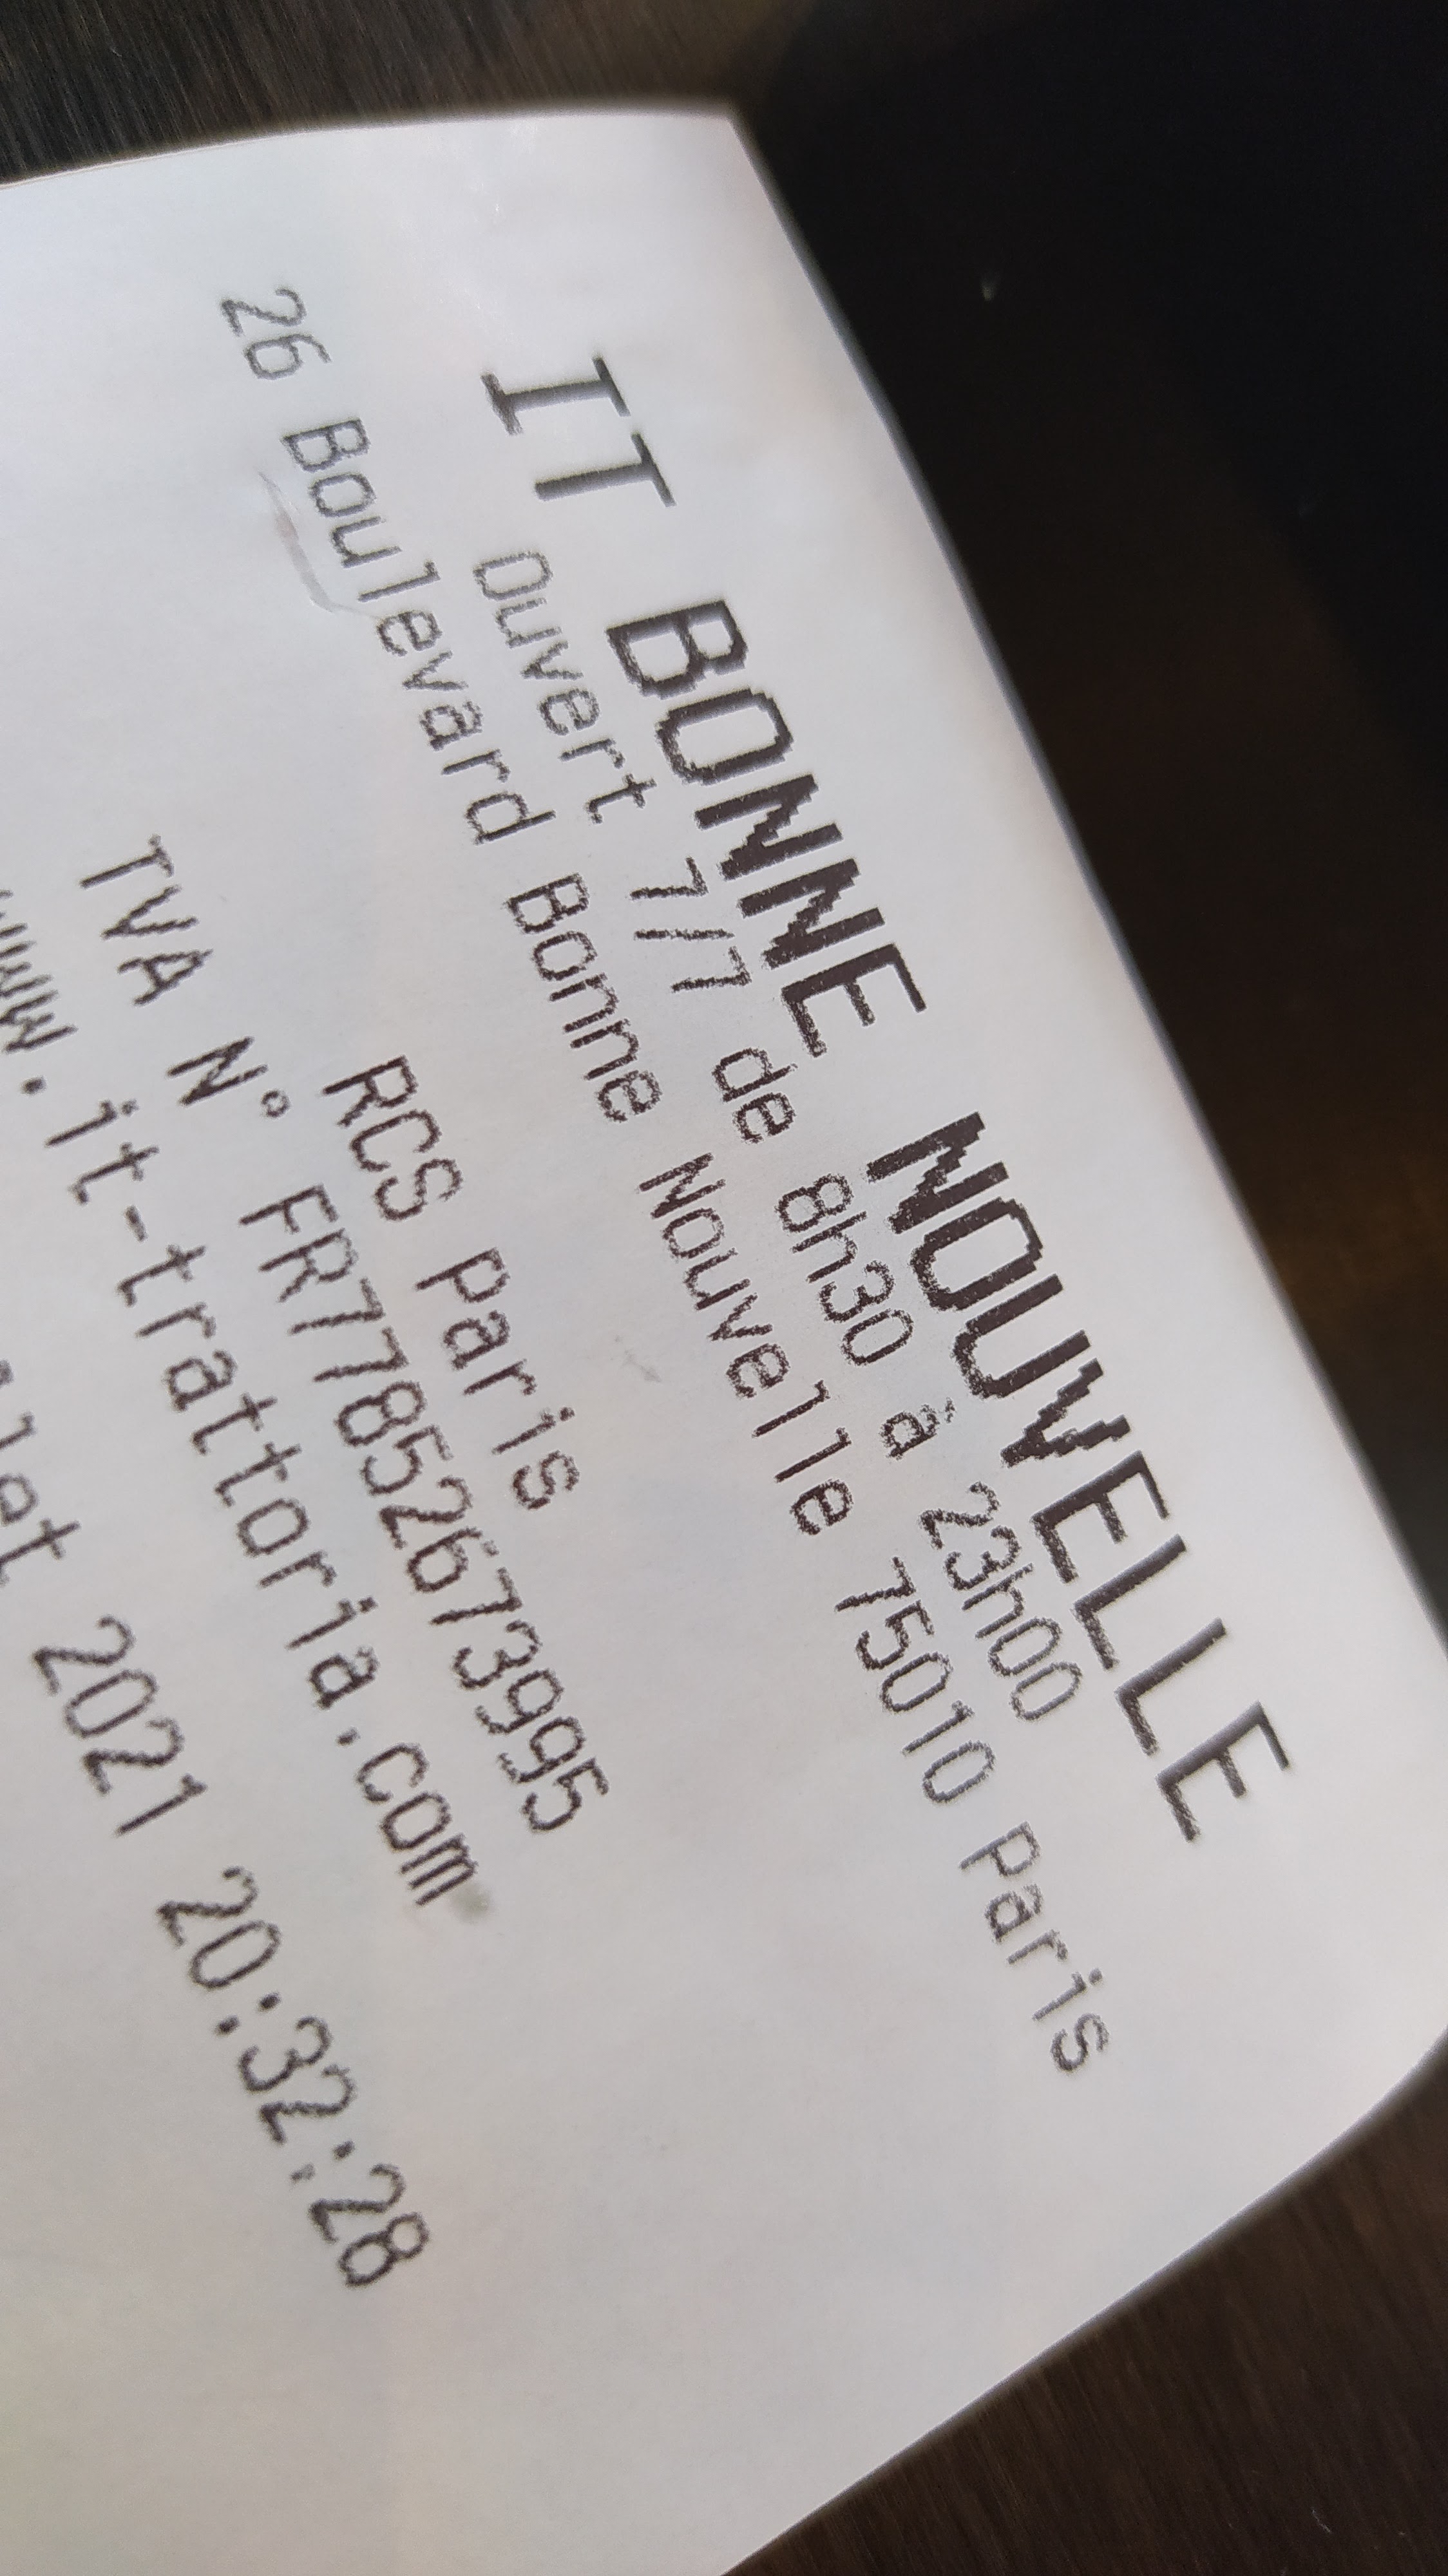 IT BONNE NOUVELLE
Ouvert 7/7 de 8h30 à 23h00
26 Boulevard Bonne Nouvelle 75010 Paris
RCS Paris
TVA N° FR77852673995
www.it-trattoria.com
2021 20:32:28